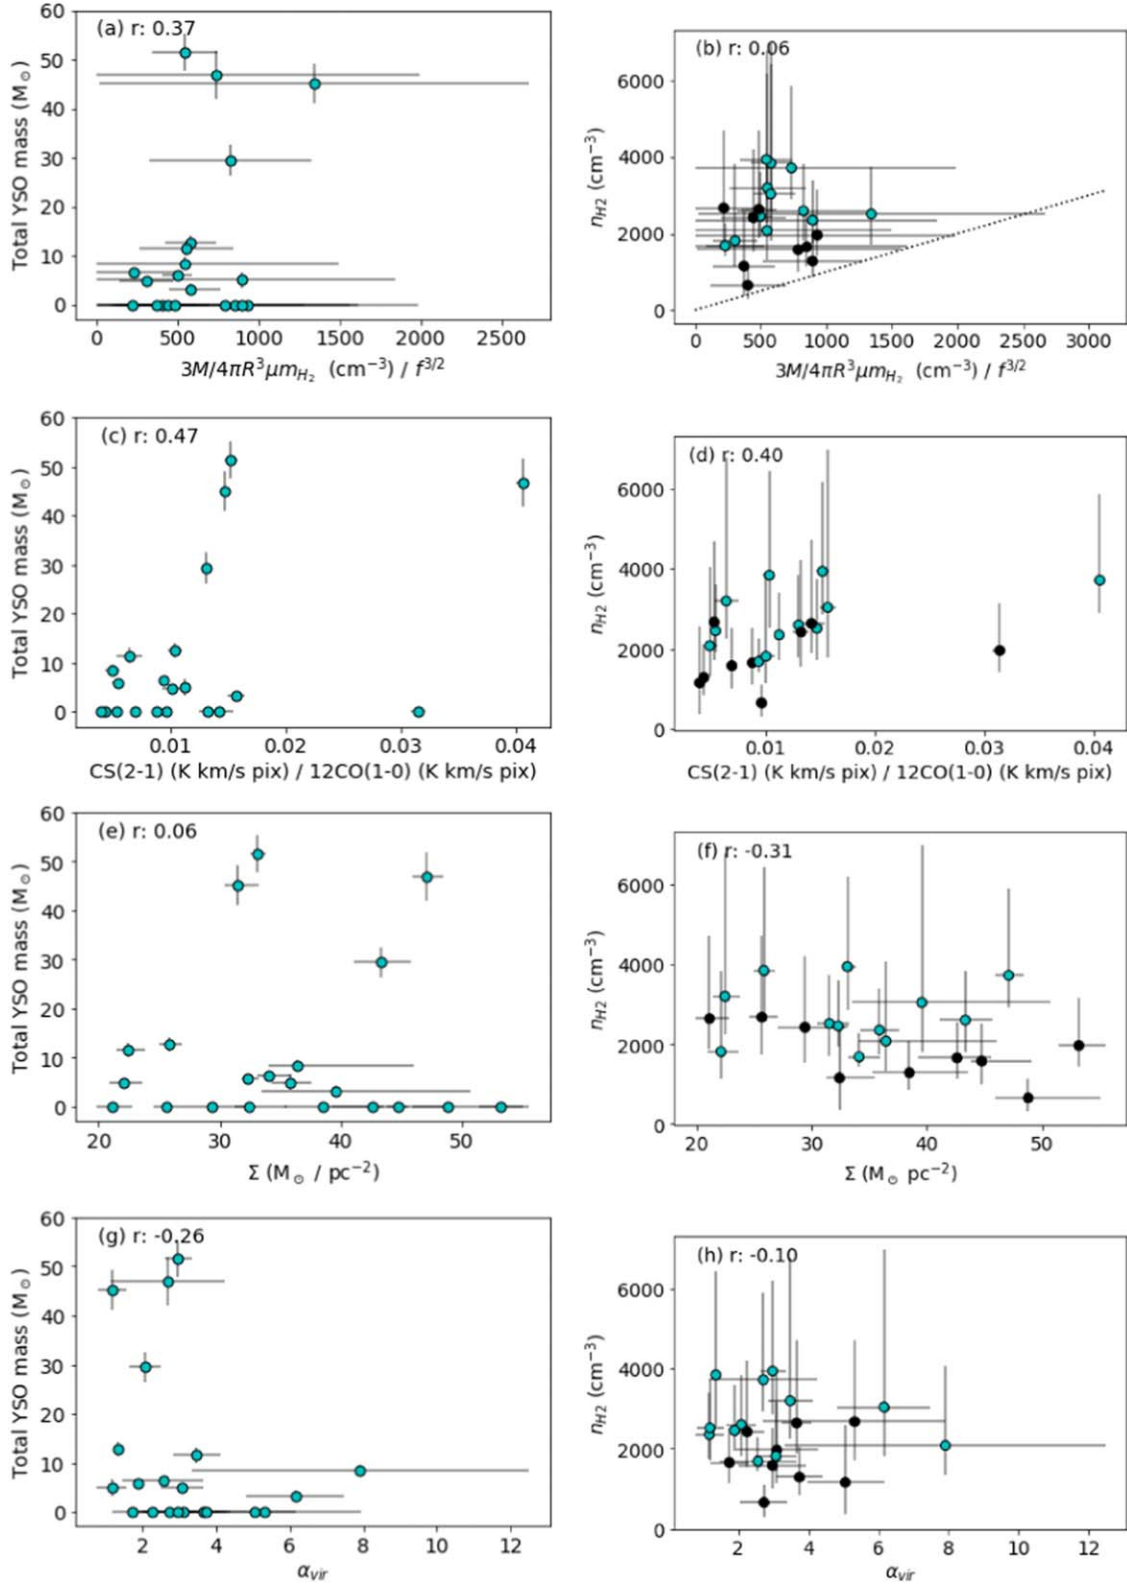 (a) r: 0.37
60
50
40
30
20
10
0
Total YSO mass (M⊙)
0 500 1000 1500 2000 2500
3M/4πR³μm_H₂ (cm⁻³) / f^3/2
(b) r: 0.06
6000
4000
2000
0
n_H2 (cm⁻³)
0 500 1000 1500 2000 2500 3000
3M/4πR³μm_H₂ (cm⁻³) / f^3/2
(c) r: 0.47
60
50
40
30
20
10
0
Total YSO mass (M⊙)
0.01 0.02 0.03 0.04
CS(2-1) (K km/s pix) / 12CO(1-0) (K km/s pix)
(d) r: 0.40
6000
4000
2000
0
n_H2 (cm⁻³)
0.01 0.02 0.03 0.04
CS(2-1) (K km/s pix) / 12CO(1-0) (K km/s pix)
(e) r: 0.06
60
50
40
30
20
10
0
Total YSO mass (M⊙)
20 30 40 50
Σ (M⊙ / pc⁻²)
(f) r: -0.31
6000
4000
2000
0
n_H2 (cm⁻³)
20 30 40 50
Σ (M⊙ pc⁻²)
(g) r: -0.26
60
50
40
30
20
10
0
Total YSO mass (M⊙)
2 4 6 8 10 12
α_vir
(h) r: -0.10
6000
4000
2000
0
n_H2 (cm⁻³)
2 4 6 8 10 12
α_vir